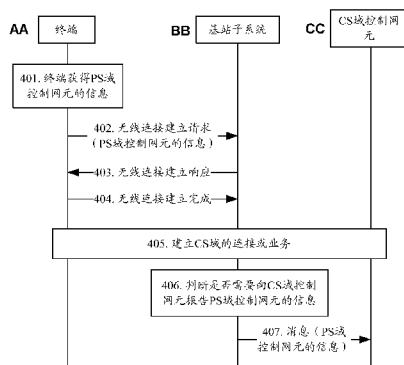 AA
终端
BB
基站子系统
CC
CS域控制网
元
401. 终端获得PS域
控制网元的信息
402. 无线连接建立请求
（PS域控制网元的信息）
403. 无线连接建立响应
404. 无线连接建立完成
405. 建立CS域的连接或业务
406. 判断是否需要向CS域控制
网元报告PS域控制网元的信息
407. 消息（PS域
控制网元的信息）